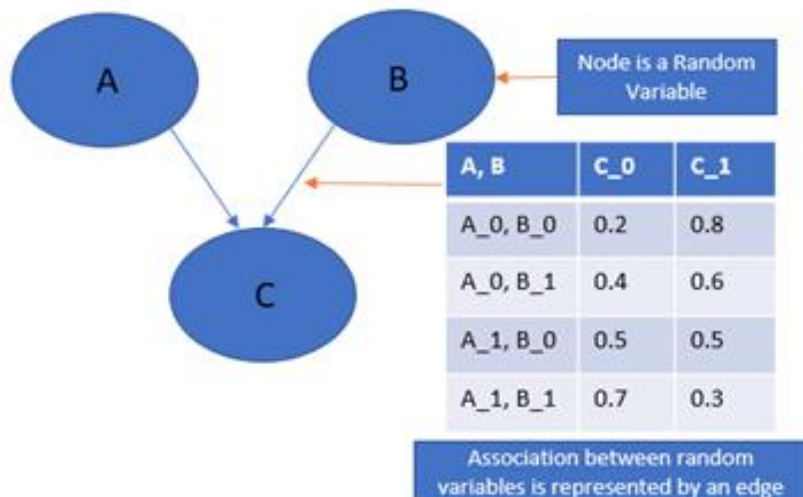 A
B
Node is a Random
Variable
A, B C_0 C_1
A_0, B_0 0.2 0.8
A_0, B_1 0.4 0.6
A_1, B_0 0.5 0.5
A_1, B_1 0.7 0.3
C
Association between random
variables is represented by an edge